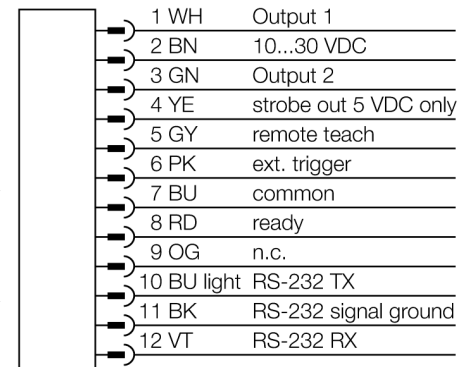 1 WH Output 1
2 BN 10...30 VDC
3 GN Output 2
4 YE strobe out 5 VDC only
5 GY remote teach
6 PK ext. trigger
7 BU common
8 RD ready
9 OG n.c.
10 BU light RS-232 TX
11 BK RS-232 signal ground
12 VT RS-232 RX